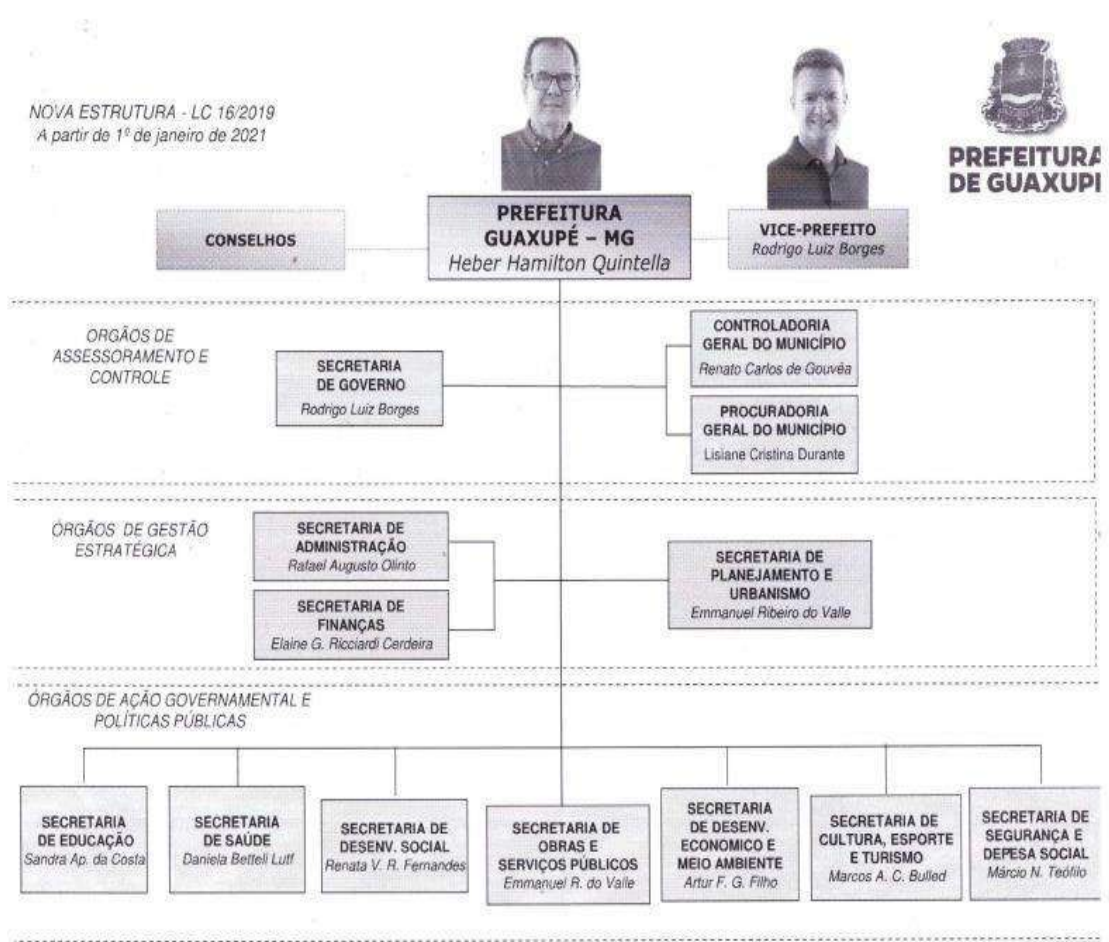 NOVA ESTRUTURA - LC 16/2019
A partir de 1º de janeiro de 2021
PREFEITURA
DE GUAXUPÉ
CONSELHOS
PREFEITURA
GUAXUPÉ – MG
Heber Hamilton Quintella
VICE-PREFEITO
Rodrigo Luiz Borges
ORGÃOS DE
ASSESSORAMENTO E
CONTROLE
SECRETARIA
DE GOVERNO
Rodrigo Luiz Borges
CONTROLADORIA
GERAL DO MUNICÍPIO
Renato Carlos de Gouvêa
PROCURADORIA
GERAL DO MUNICÍPIO
Lisiane Cristina Durante
ÓRGÃOS DE GESTÃO
ESTRATÉGICA
SECRETARIA DE
ADMINISTRAÇÃO
Rafael Augusto Olinto
SECRETARIA DE
FINANÇAS
Elaine G. Ricciardi Cerdeira
SECRETARIA DE
PLANEJAMENTO E
URBANISMO
Emmanuel Ribeiro do Valle
ÓRGÃOS DE AÇÃO GOVERNAMENTAL E
POLÍTICAS PÚBLICAS
SECRETARIA
DE EDUCAÇÃO
Sandra Ap. da Costa
SECRETARIA
DE SAÚDE
Daniela Betteli Lutf
SECRETARIA DE
DESENV. SOCIAL
Renata V. R. Fernandes
SECRETARIA DE
OBRAS E
SERVIÇOS PÚBLICOS
Emmanuel R. do Valle
SECRETARIA
DE DESENV.
ECONOMICO E
MEIO AMBIENTE
Artur F. G. Filho
SECRETARIA DE
CULTURA, ESPORTE
E TURISMO
Marcos A. C. Bulled
SECRETARIA DE
SEGURANÇA E
DEFESA SOCIAL
Márcio N. Teófilo